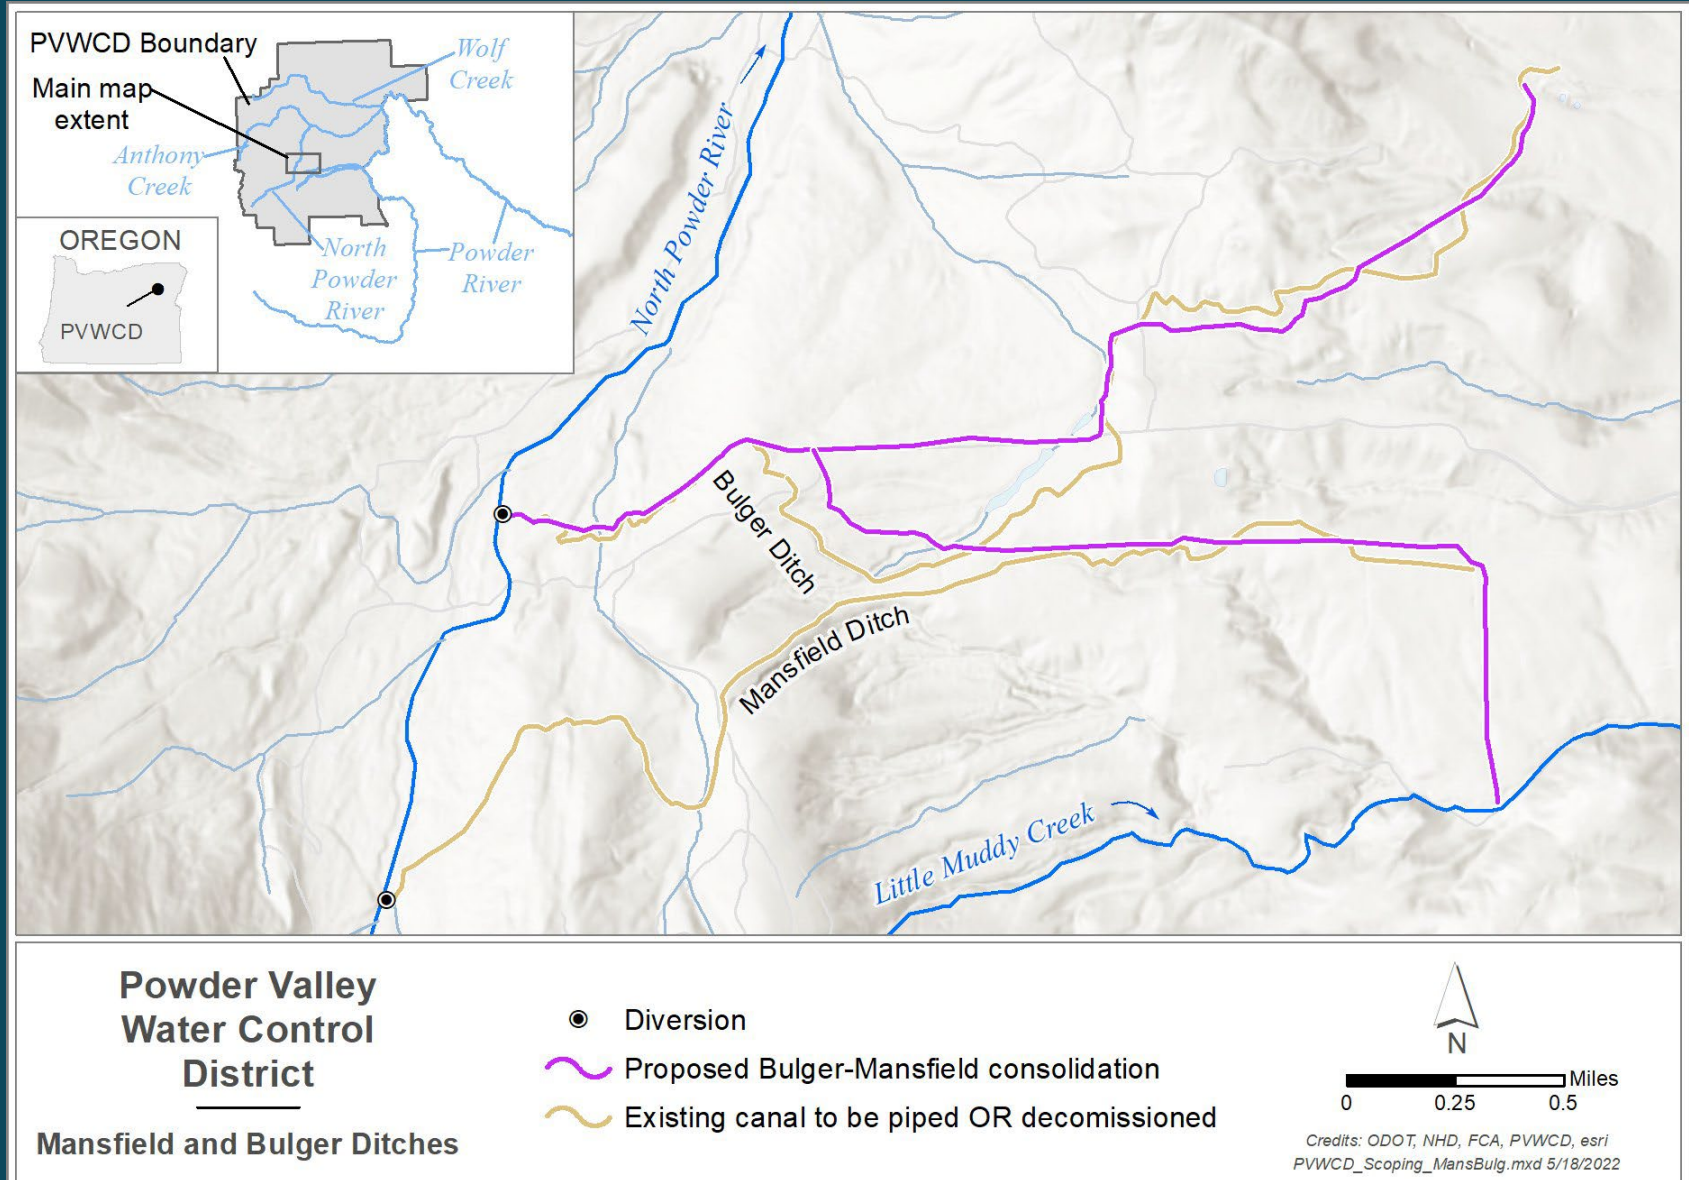 PVWCD Boundary
Main map
extent
Wolf
Creek
Anthony
Creek
North
Powder
River
Powder
River
OREGON
PVWCD
North Powder River
Bulger Ditch
Mansfield Ditch
Little Muddy Creek
Powder Valley
Water Control
District
Mansfield and Bulger Ditches
Diversion
Proposed Bulger-Mansfield consolidation
Existing canal to be piped OR decomissioned
N
Miles
0 0.25 0.5
Credits: ODOT, NHD, FCA, PVWCD, esri
PVWCD_Scoping_MansBulg.mxd 5/18/2022